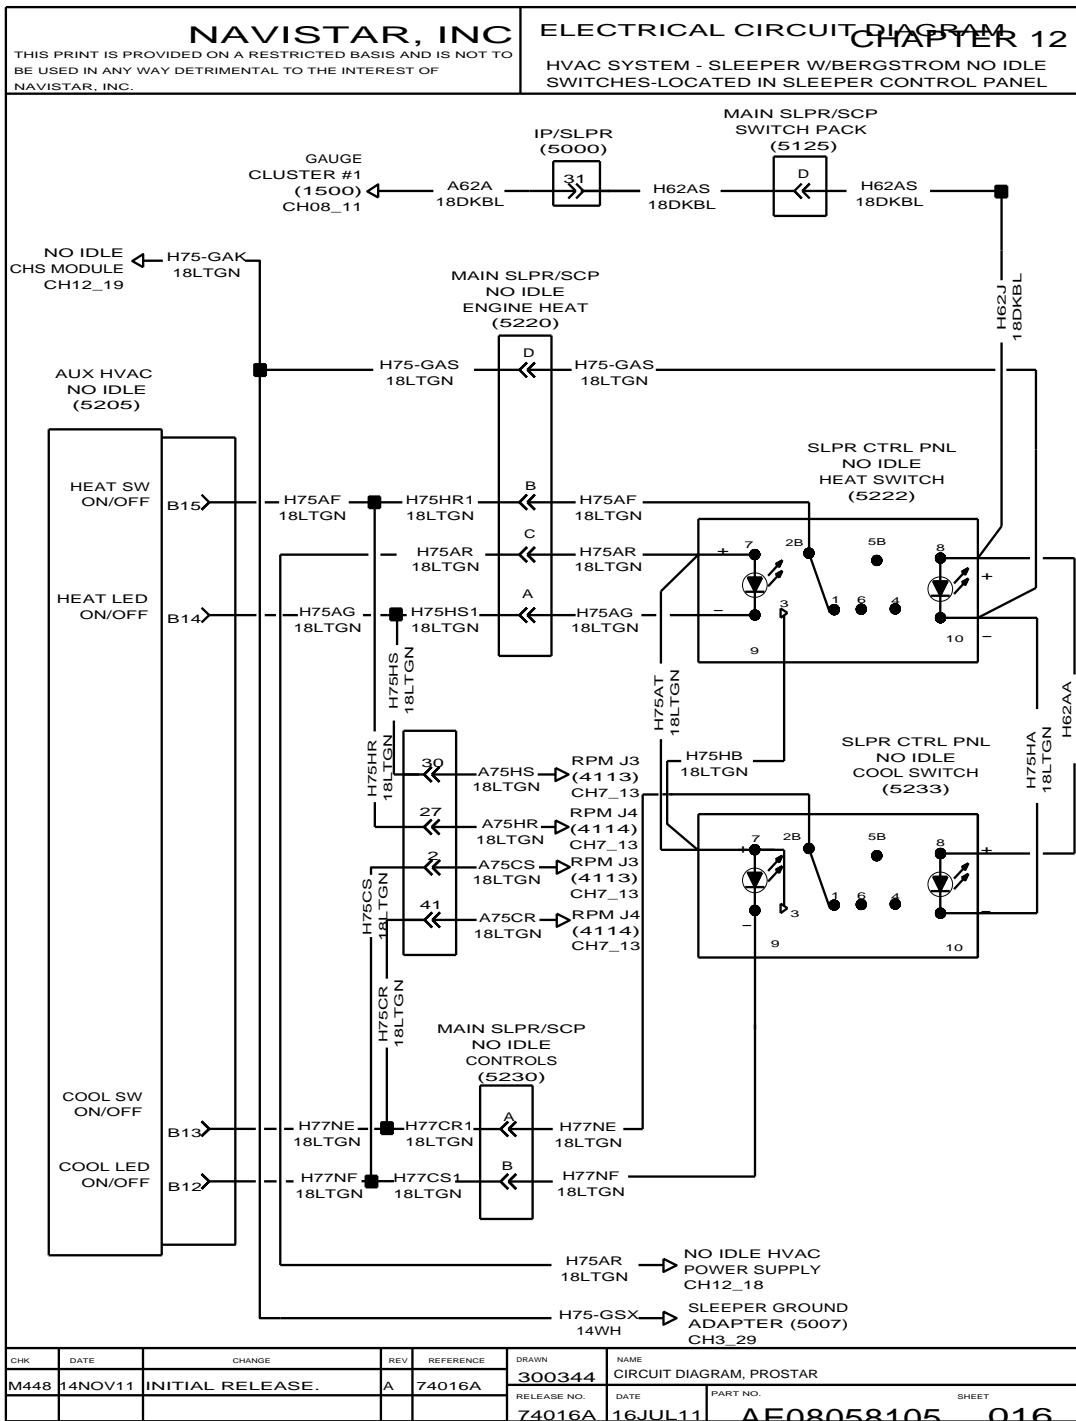 NAVISTAR, INC
THIS PRINT IS PROVIDED ON A RESTRICTED BASIS AND IS NOT TO
BE USED IN ANY WAY DETRIMENTAL TO THE INTEREST OF
NAVISTAR, INC.
ELECTRICAL CIRCUIT DIAGRAM
CHAPTER 12
HVAC SYSTEM - SLEEPER W/BERGSTROM NO IDLE
SWITCHES-LOCATED IN SLEEPER CONTROL PANEL
MAIN SLPR/SCP
SWITCH PACK
(5125)
IP/SLPR
(5000)
GAUGE
CLUSTER #1
(1500)
CH08_11
A62A
18DKBL
31
H62AS
18DKBL
D
H62AS
18DKBL
NO IDLE
CHS MODULE
CH12_19
H75-GAK
18LTGN
MAIN SLPR/SCP
NO IDLE
ENGINE HEAT
(5220)
H62J
18DKBL
AUX HVAC
NO IDLE
(5205)
H75-GAS
18LTGN
D
H75-GAS
18LTGN
SLPR CTRL PNL
NO IDLE
HEAT SWITCH
(5222)
HEAT SW
ON/OFF
B15
H75AF
18LTGN
H75HR1
18LTGN
B
H75AF
18LTGN
H75AR
18LTGN
C
H75AR
18LTGN
+
7
2B
5B
8
+
HEAT LED
ON/OFF
B14
H75AG
18LTGN
H75HS1
18LTGN
A
H75AG
18LTGN
-
3
1
6
4
9
10
-
H75HS
18LTGN
H75HR
18LTGN
H75AT
18LTGN
H75HB
18LTGN
H75HA
18LTGN
H62AA
SLPR CTRL PNL
NO IDLE
COOL SWITCH
(5233)
30
A75HS
18LTGN
RPM J3
(4113)
CH7_13
27
A75HR
18LTGN
RPM J4
(4114)
CH7_13
2
A75CS
18LTGN
RPM J3
(4113)
CH7_13
41
A75CR
18LTGN
RPM J4
(4114)
CH7_13
+
7
2B
5B
8
+
3
1
6
4
-
-
9
10
H75CS
18LTGN
H75CR
18LTGN
MAIN SLPR/SCP
NO IDLE
CONTROLS
(5230)
COOL SW
ON/OFF
B13
H77NE
18LTGN
H77CR1
18LTGN
A
H77NE
18LTGN
COOL LED
ON/OFF
B12
H77NF
18LTGN
H77CS1
18LTGN
B
H77NF
18LTGN
H75AR
18LTGN
NO IDLE HVAC
POWER SUPPLY
CH12_18
H75-GSX
14WH
SLEEPER GROUND
ADAPTER (5007)
CH3_29
CHK DATE CHANGE REV REFERENCE
M448 14NOV11 INITIAL RELEASE. A 74016A
DRAWN
300344
NAME
CIRCUIT DIAGRAM, PROSTAR
RELEASE NO.
74016A
DATE
16JUL11
PART NO.
AE08058105
SHEET
016